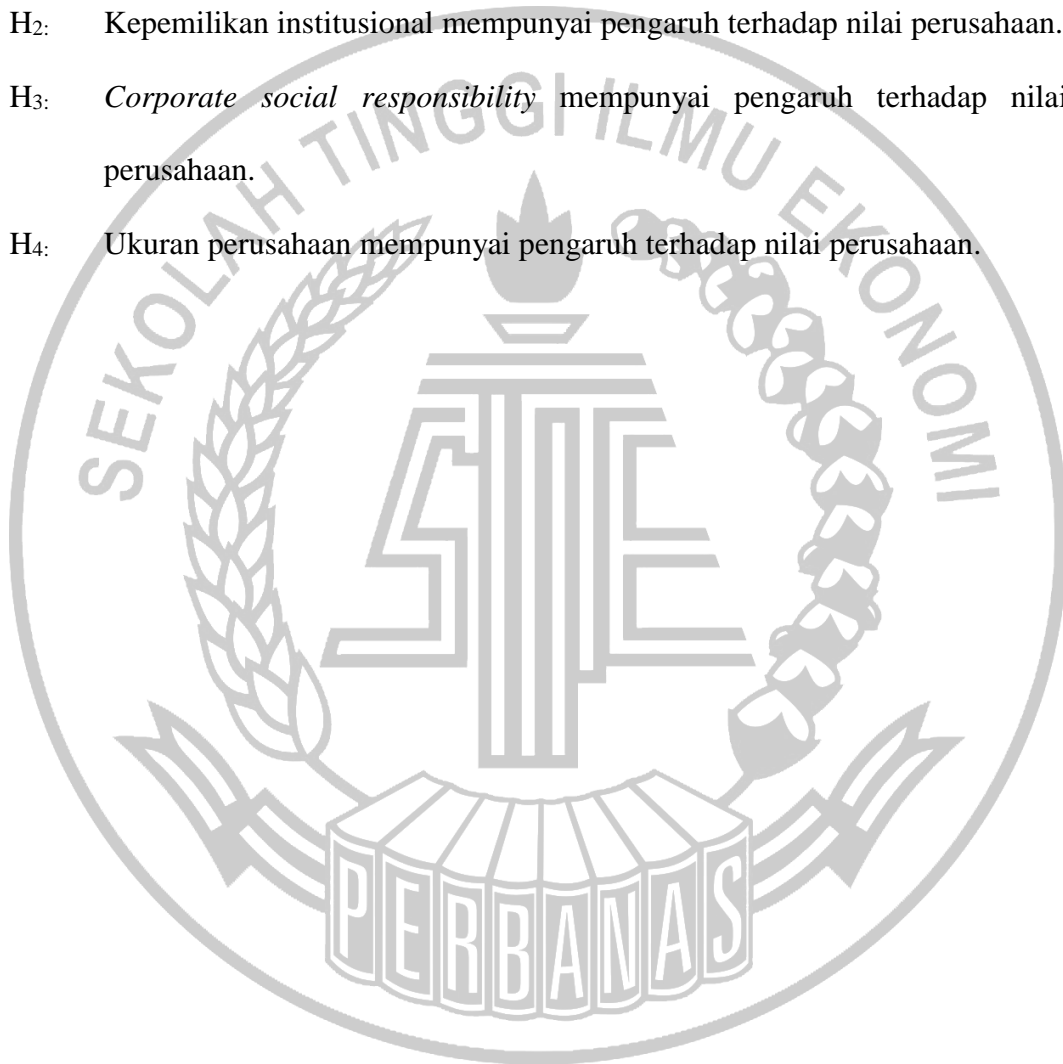 H2: Kepemilikan institusional mempunyai pengaruh terhadap nilai perusahaan.
H3: Corporate social responsibility mempunyai pengaruh terhadap nilai
perusahaan.
H4: Ukuran perusahaan mempunyai pengaruh terhadap nilai perusahaan.
SEKOLAH TINGGI ILMU EKONOMI
STIE
PERBANAS